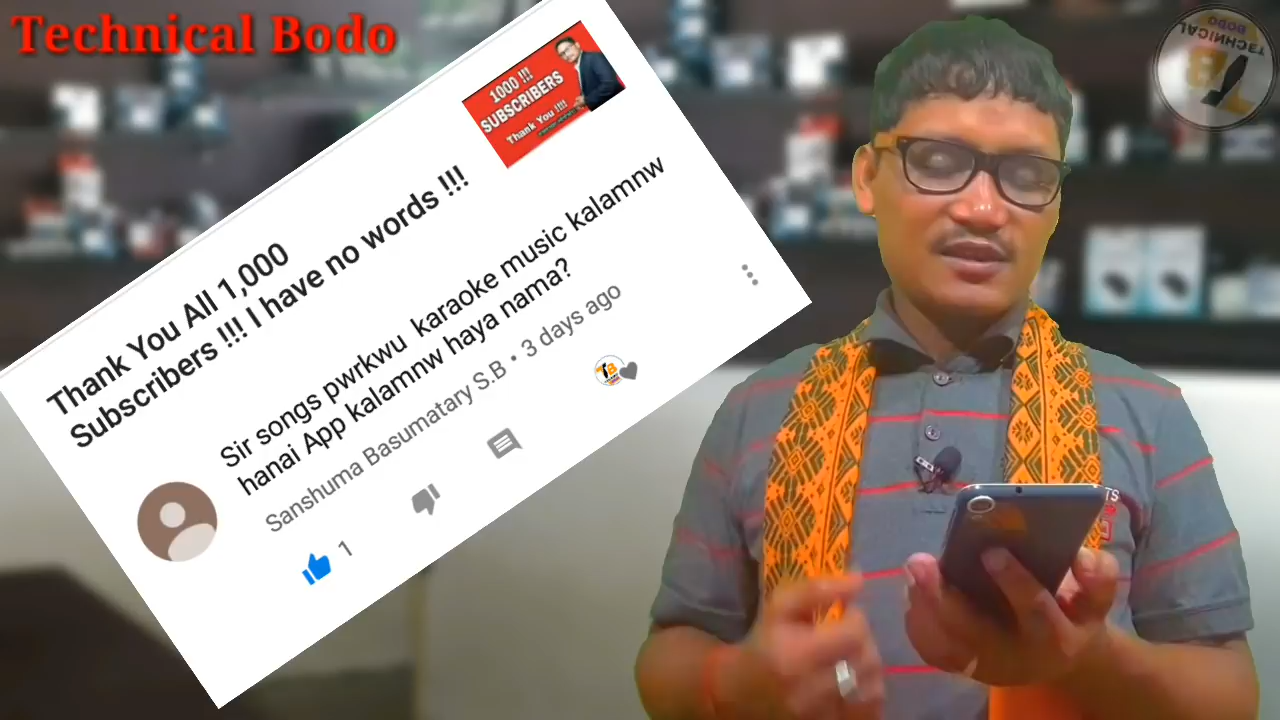 Technical Bodo
TECHNICAL
BODO
1000 !!!
SUBSCRIBERS
Thank You !!!!
Thank You All 1,000
Subscribers !!! I have no words !!!
Sir songs pwrkwu karaoke music kalamnw
hanai App kalamnw haya nama?
Sanshuma Basumatary S.B • 3 days ago
1